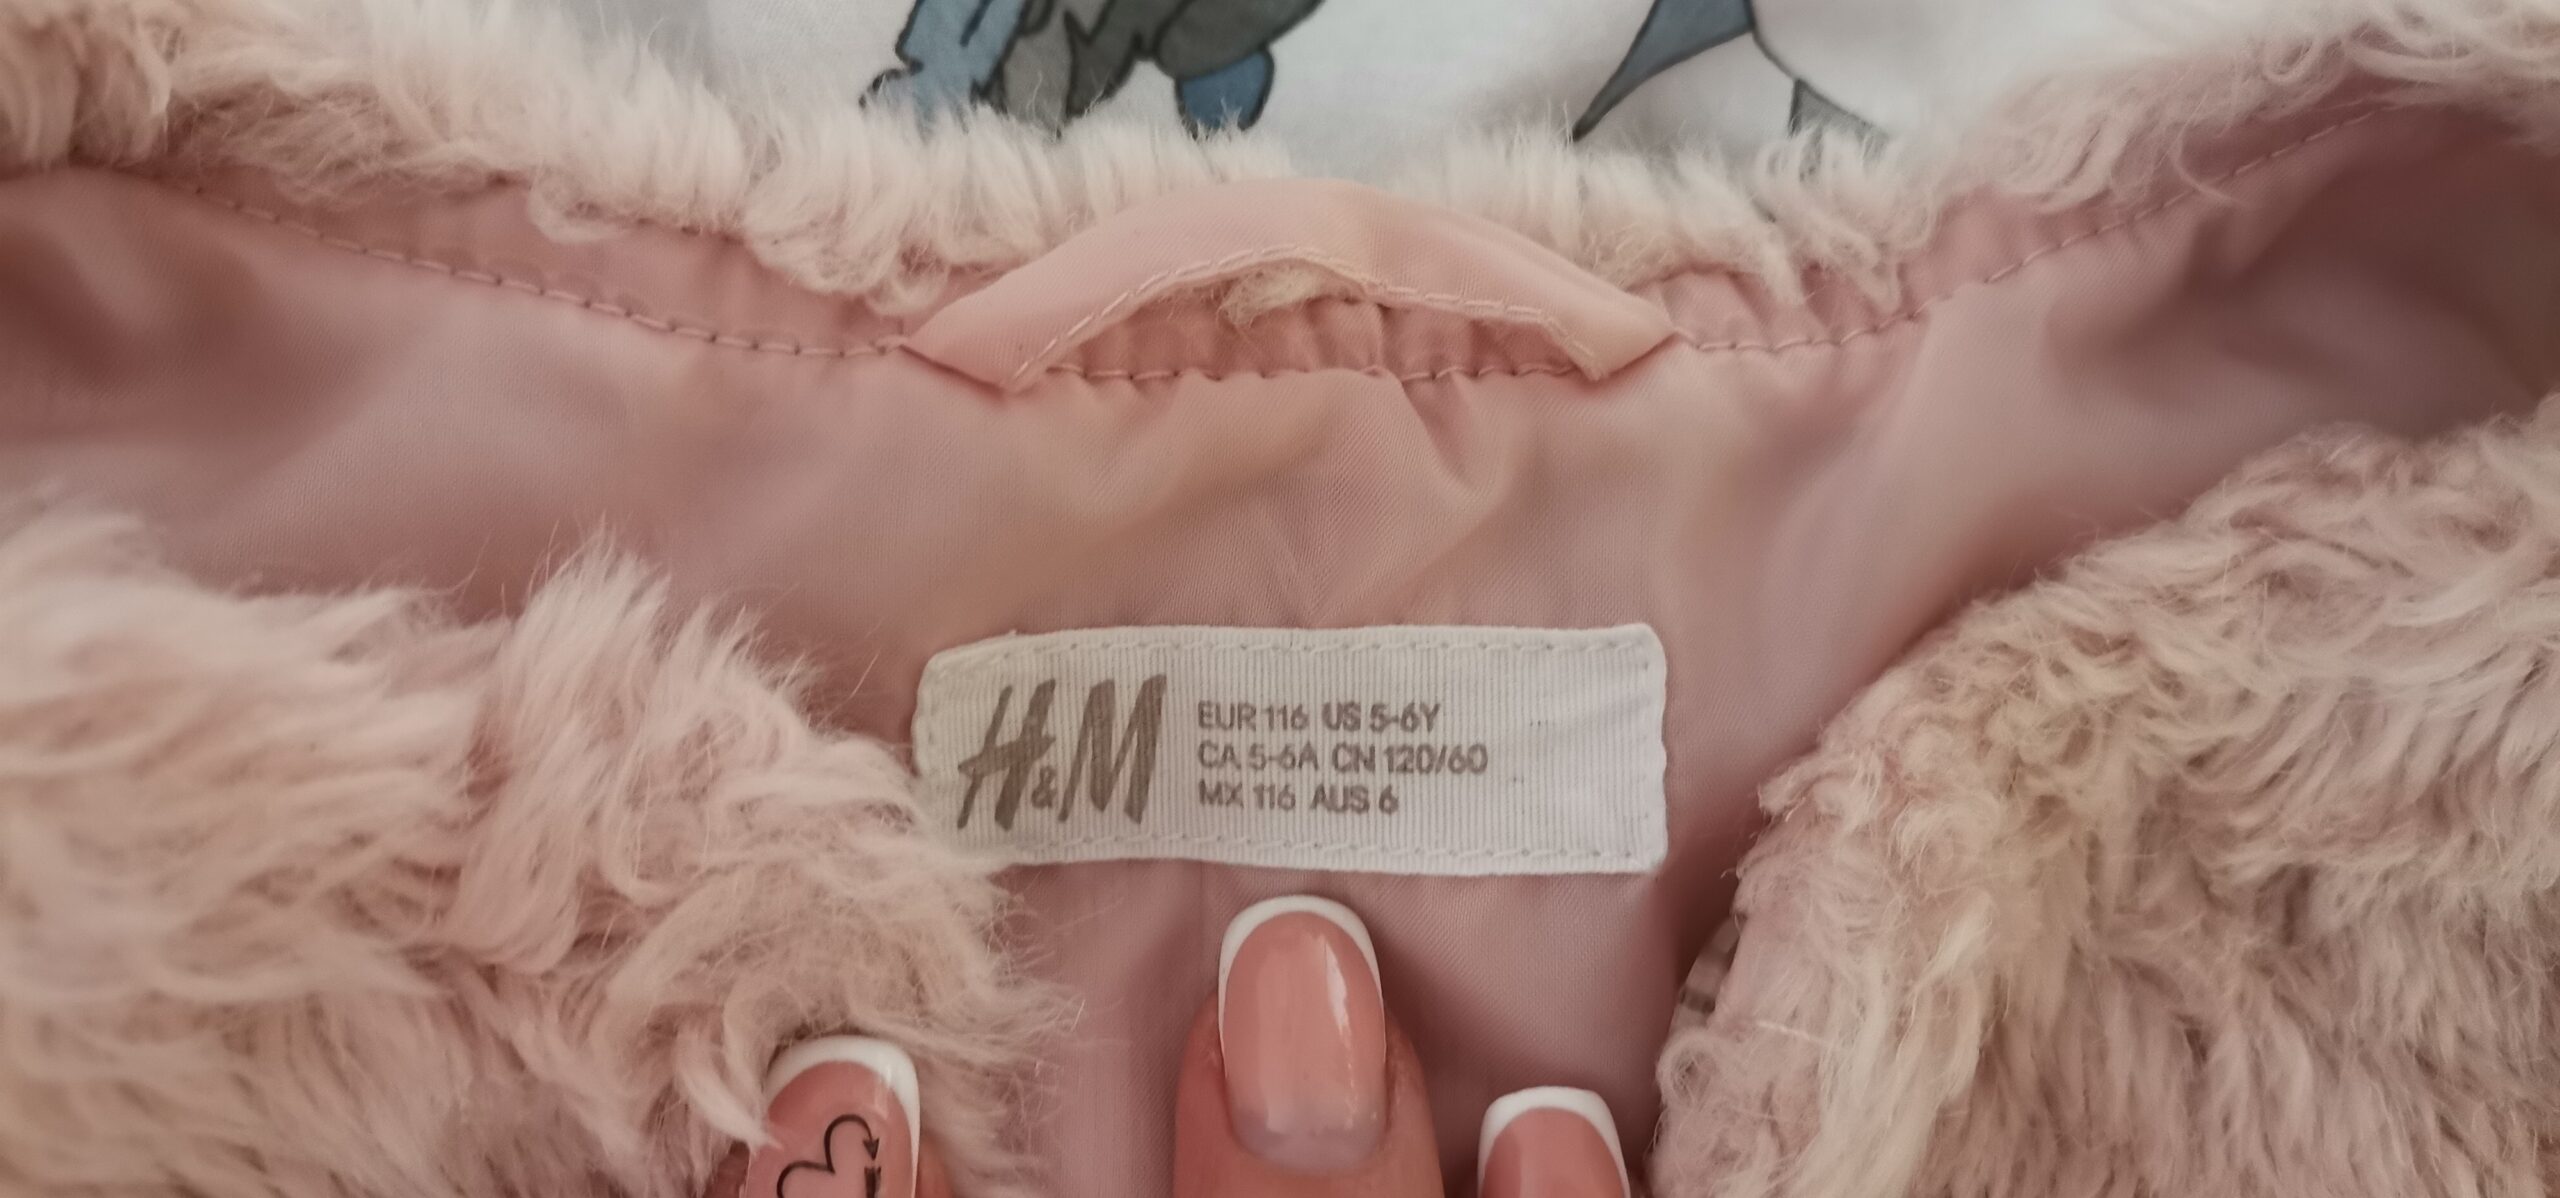 H&M
EUR 116 US 5-6Y
CA 5-6A CN 120/60
MX 116 AUS 6